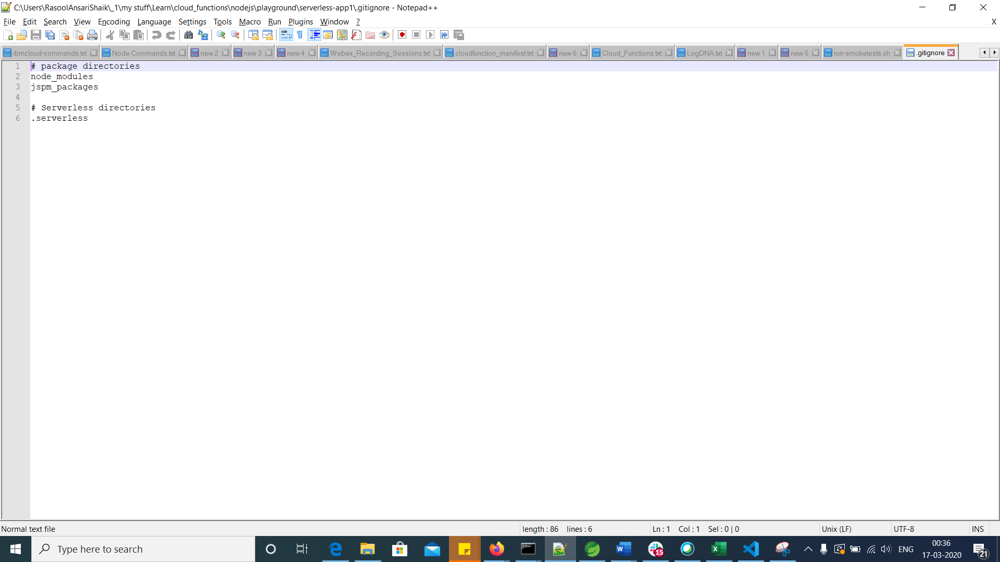 C:\Users\RasoolAnsariShaik\_1\my stuff\Learn\cloud_functions\nodejs\playground\serverless-app1\.gitignore - Notepad++
File Edit Search View Encoding Language Settings Tools Macro Run Plugins Window ? X
ibmcloud-commands.txt Node Commands.txt new 2 new 3 new 4 Webex_Recording_Sessions.txt cloudfunction_manifest.txt new 6 Cloud_Functions.txt LogDNA.txt new 1 new 5 run-smoketests.sh .gitignore
1 # package directories
2 node_modules
3 jspm_packages
4
5 # Serverless directories
6 .serverless
Normal text file length : 86 lines : 6 Ln : 1 Col : 1 Sel : 0 | 0 Unix (LF) UTF-8 INS
Type here to search 15 ENG 00:36
17-03-2020 21